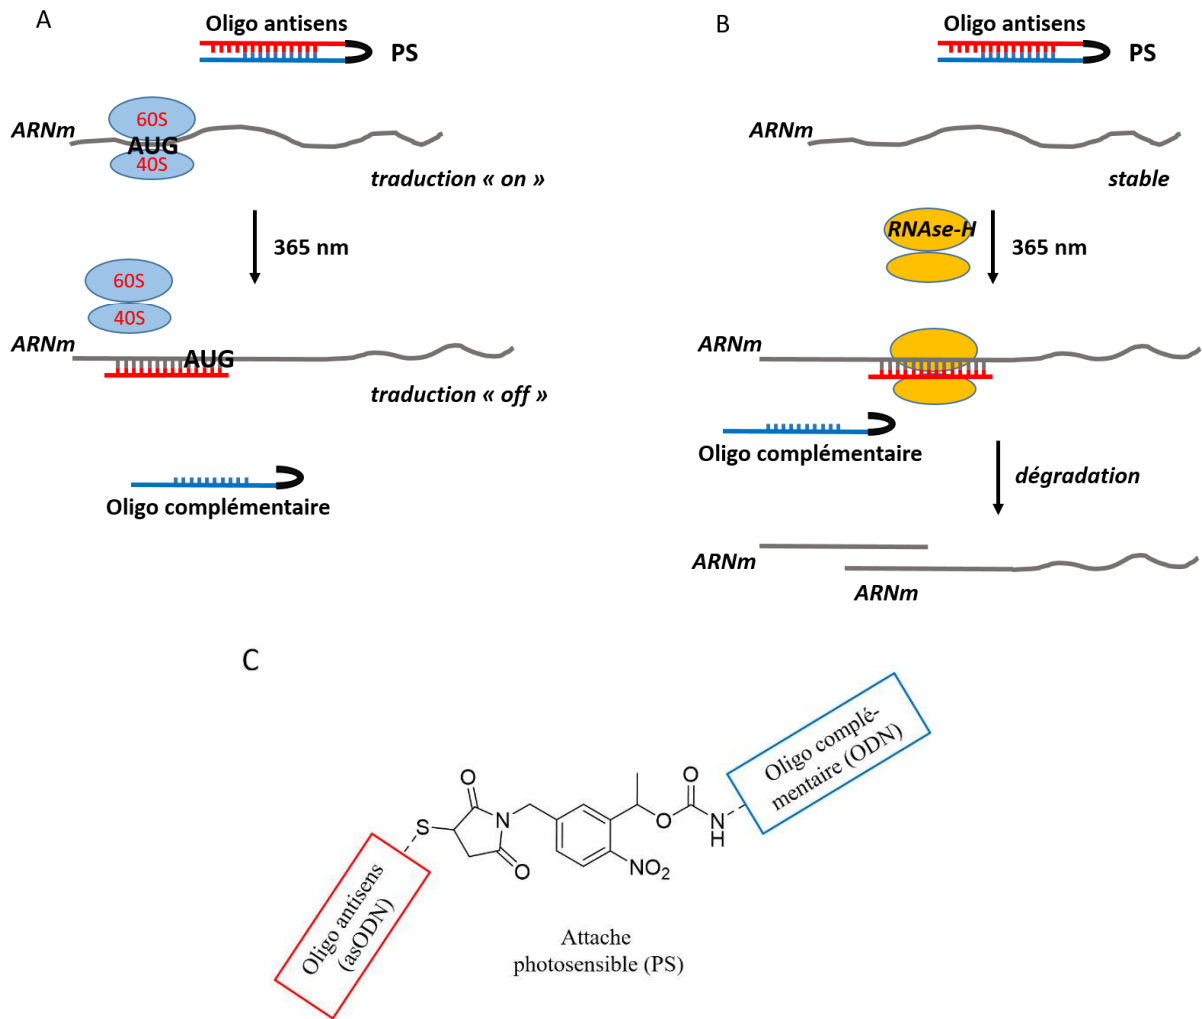 A
Oligo antisens
PS
ARNm
60S
AUG
40S
traduction « on »
365 nm
60S
40S
ARNm
AUG
traduction « off »
Oligo complémentaire
B
Oligo antisens
PS
ARNm
stable
RNAse-H
365 nm
ARNm
Oligo complémentaire
dégradation
ARNm
ARNm
C
Oligo antisens
(asODN)
S
O
N
O
O
O
N
H
NO2
Oligo complé-
mentaire (ODN)
Attache
photosensible (PS)